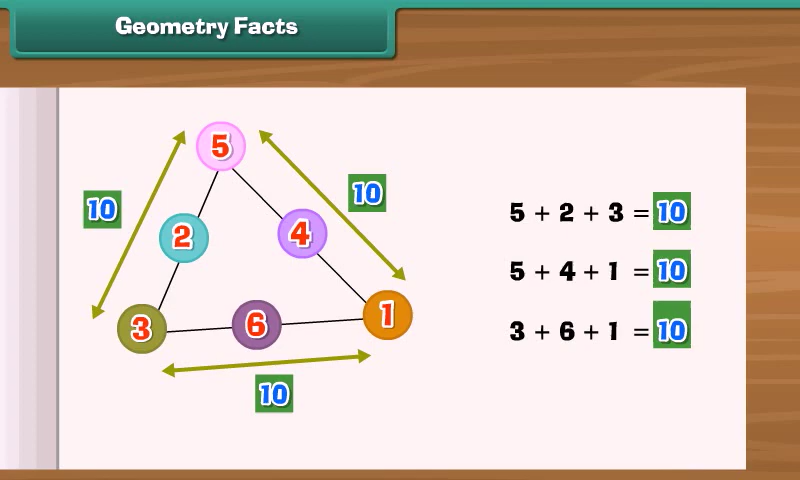 Geometry Facts
5
10
10
2
4
3
6
1
10
5 + 2 + 3 = 10
5 + 4 + 1 = 10
3 + 6 + 1 = 10